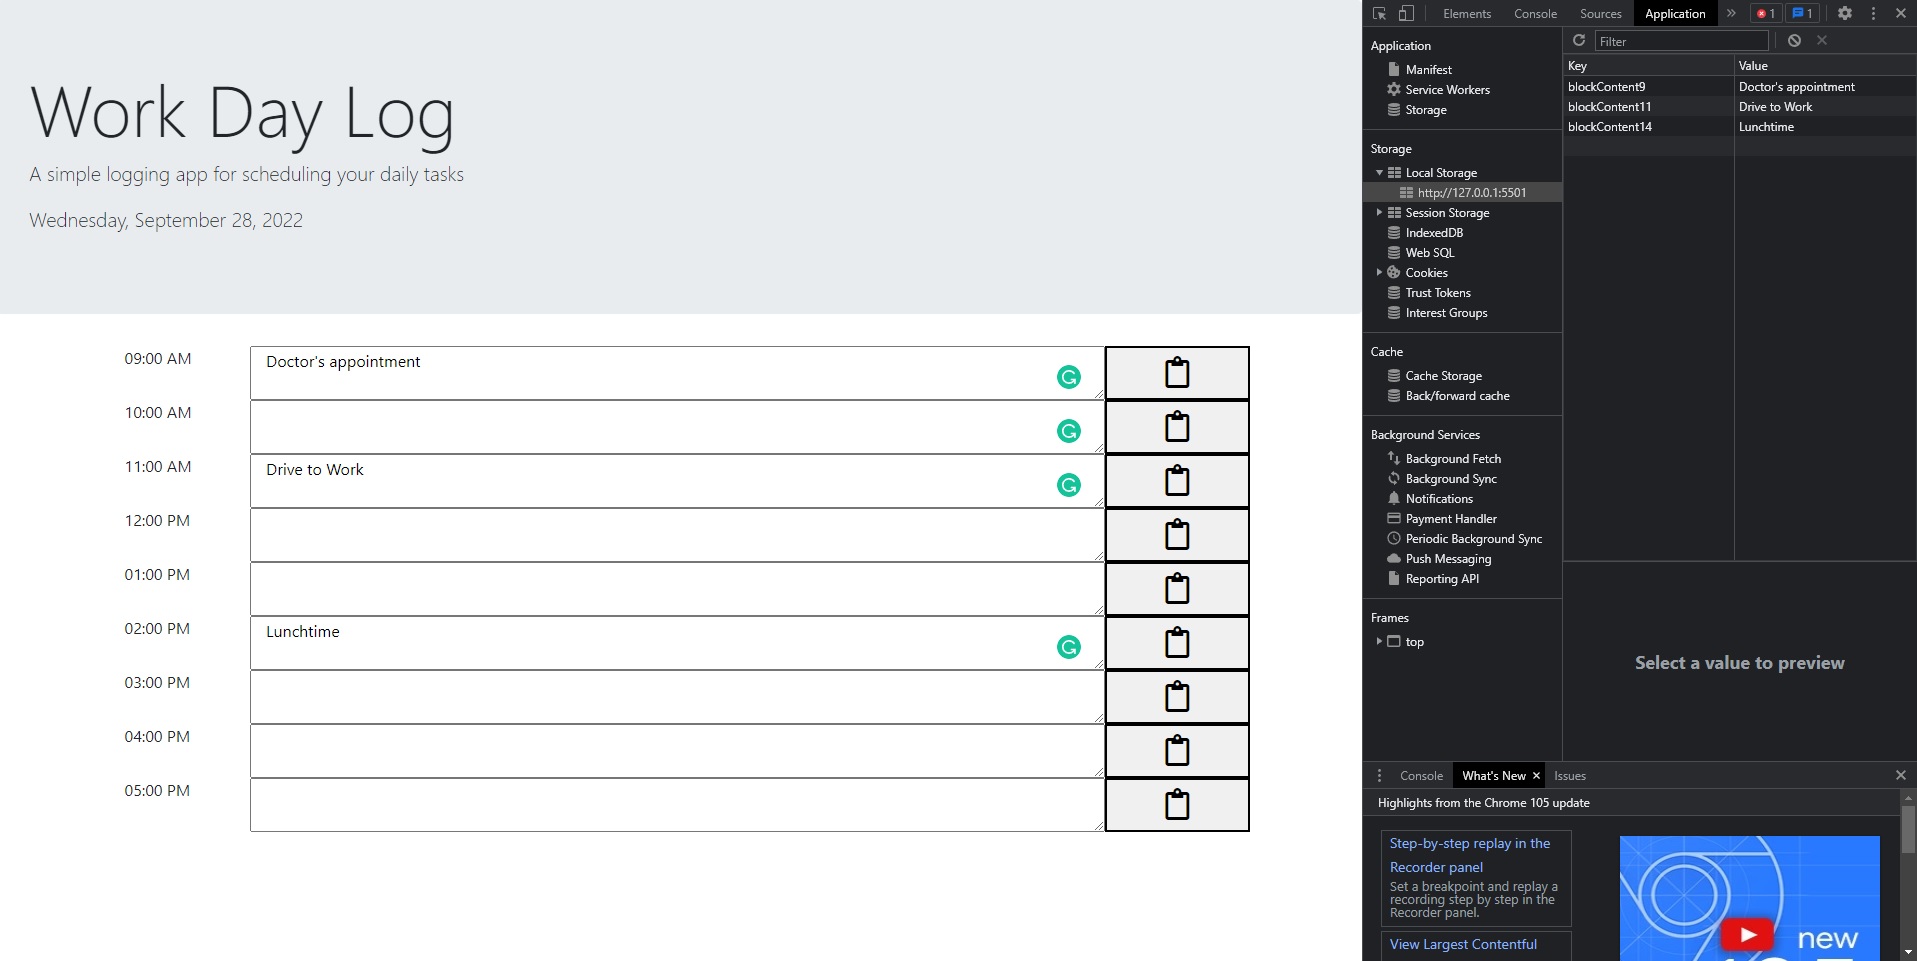 Work Day Log
A simple logging app for scheduling your daily tasks
Wednesday, September 28, 2022
09:00 AM Doctor's appointment
10:00 AM
11:00 AM Drive to Work
12:00 PM
01:00 PM
02:00 PM Lunchtime
03:00 PM
04:00 PM
05:00 PM
Elements Console Sources Application » 1 1
Application
Manifest
Service Workers
Storage
Storage
Local Storage
http://127.0.0.1:5501
Session Storage
IndexedDB
Web SQL
Cookies
Trust Tokens
Interest Groups
Cache
Cache Storage
Back/forward cache
Background Services
Background Fetch
Background Sync
Notifications
Payment Handler
Periodic Background Sync
Push Messaging
Reporting API
Frames
top
Filter
Key Value
blockContent9 Doctor's appointment
blockContent11 Drive to Work
blockContent14 Lunchtime
Select a value to preview
Console What's New Issues
Highlights from the Chrome 105 update
Step-by-step replay in the
Recorder panel
Set a breakpoint and replay a
recording step by step in the
Recorder panel.
View Largest Contentful
new